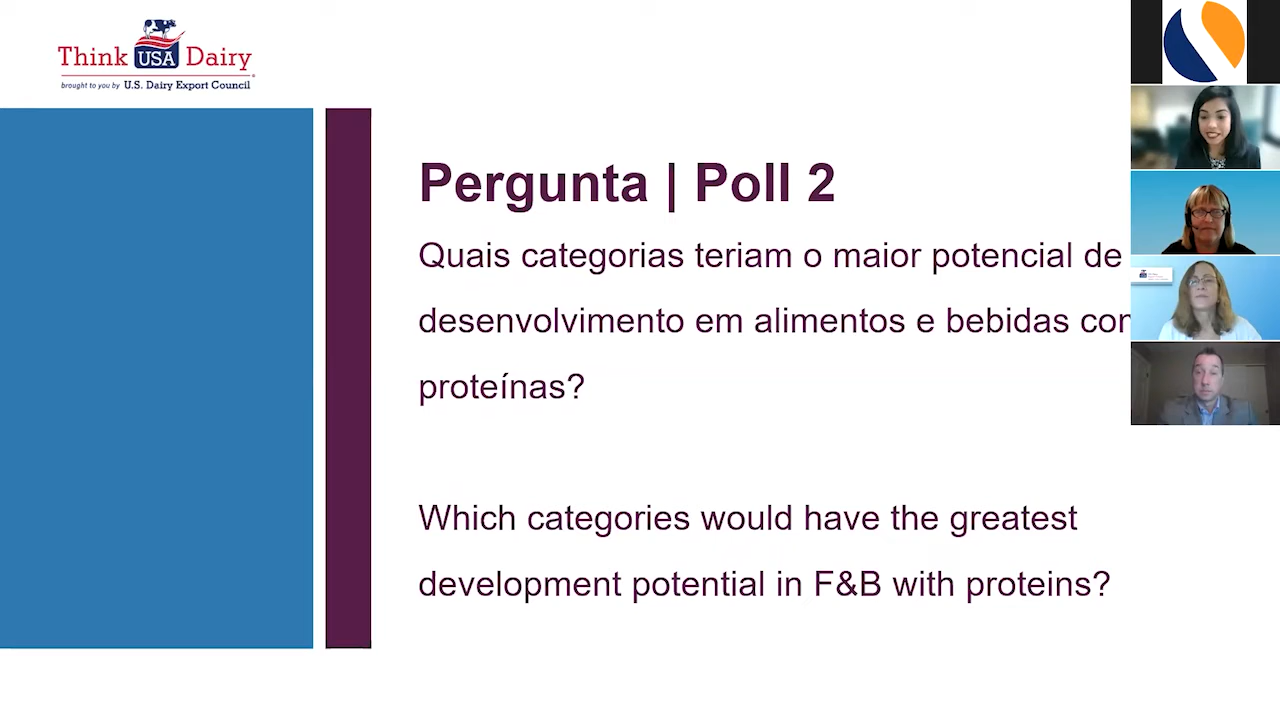 Think USA Dairy
brought to you by U.S. Dairy Export Council
Pergunta | Poll 2
Quais categorias teriam o maior potencial de
desenvolvimento em alimentos e bebidas
proteínas?
Which categories would have the greatest
development potential in F&B with proteins?